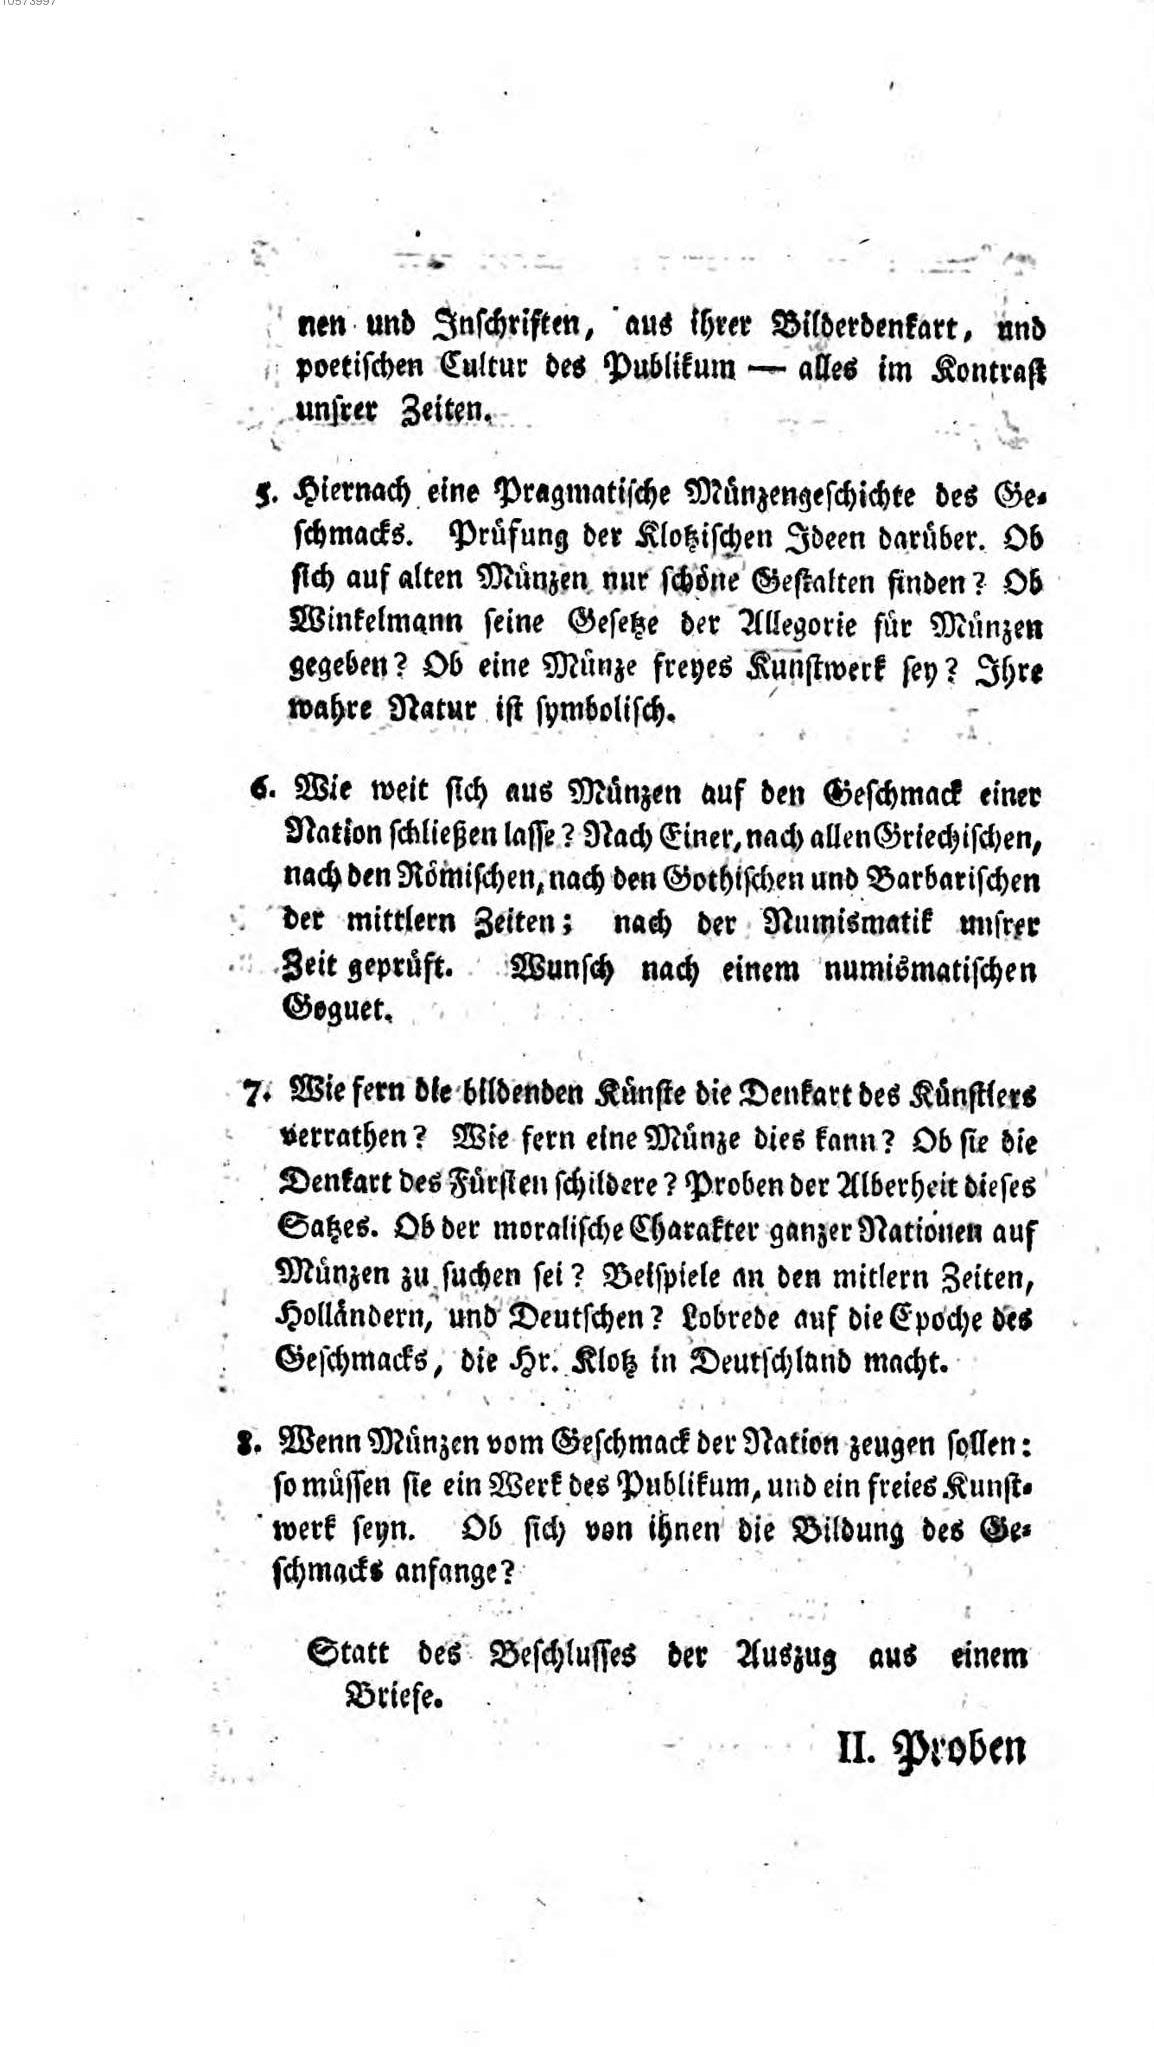 10573997
nen und Inschriften, aus ihrer Bilderdenkart, und
poetischen Cultur des Publikum — alles im Kontrast
unsrer Zeiten.
5. Hiernach eine Pragmatische Münzengeschichte des Ge-
schmacks. Prüfung der Klotzischen Ideen darüber. Ob
sich auf alten Münzen nur schöne Gestalten finden? Ob
Winkelmann seine Gesetze der Allegorie für Münzen
gegeben? Ob eine Münze freyes Kunstwerk sey? Ihre
wahre Natur ist symbolisch.
6. Wie weit sich aus Münzen auf den Geschmack einer
Nation schließen lasse? Nach Einer, nach allen Griechischen,
nach den Römischen, nach den Gothischen und Barbarischen
der mittlern Zeiten; nach der Numismatik unsrer
Zeit geprüft. Wunsch nach einem numismatischen
Goguet.
7. Wie fern die bildenden Künste die Denkart des Künstlers
verrathen? Wie fern eine Münze dies kann? Ob sie die
Denkart des Fürsten schildere? Proben der Alberheit dieses
Satzes. Ob der moralische Charakter ganzer Nationen auf
Münzen zu suchen sei? Beispiele an den mitlern Zeiten,
Holländern, und Deutschen? Lobrede auf die Epoche des
Geschmacks, die Hr. Klotz in Deutschland macht.
8. Wenn Münzen vom Geschmack der Nation zeugen sollen:
so müssen sie ein Werk des Publikum, und ein freies Kunst-
werk seyn. Ob sich von ihnen die Bildung des Ge-
schmacks anfange?
Statt des Beschlusses der Auszug aus einem
Briefe.
II. Proben